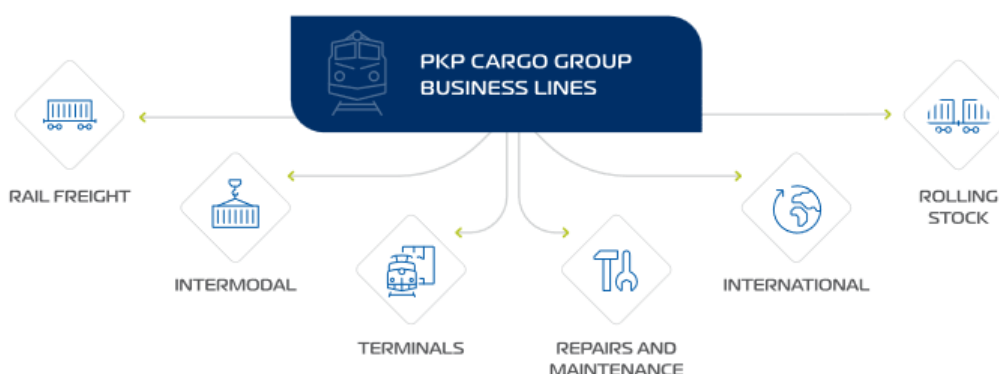 PKP CARGO GROUP
BUSINESS LINES
RAIL FREIGHT
INTERMODAL
TERMINALS
REPAIRS AND
MAINTENANCE
INTERNATIONAL
ROLLING
STOCK